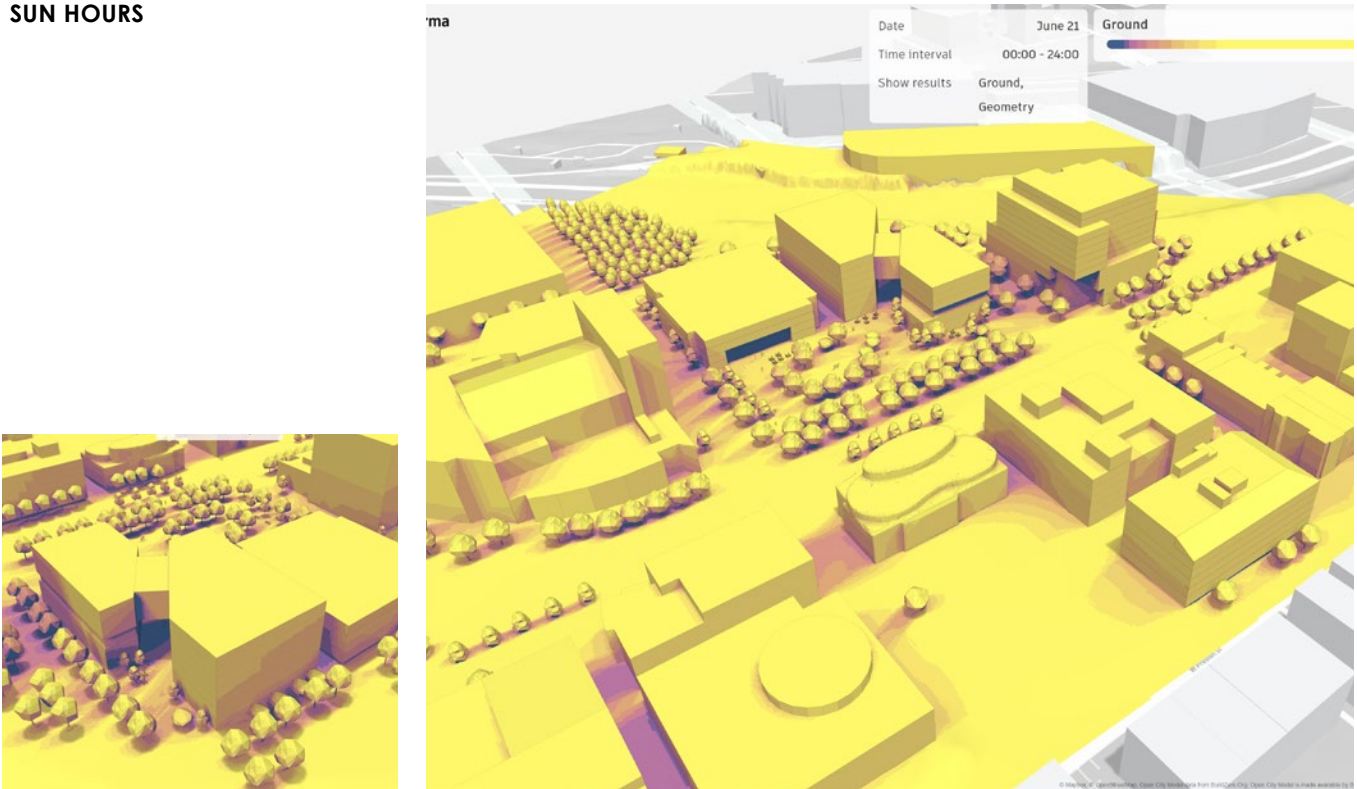 SUN HOURS
rma
Date June 21 Ground
Time interval 00:00 - 24:00
Show results Ground,
Geometry